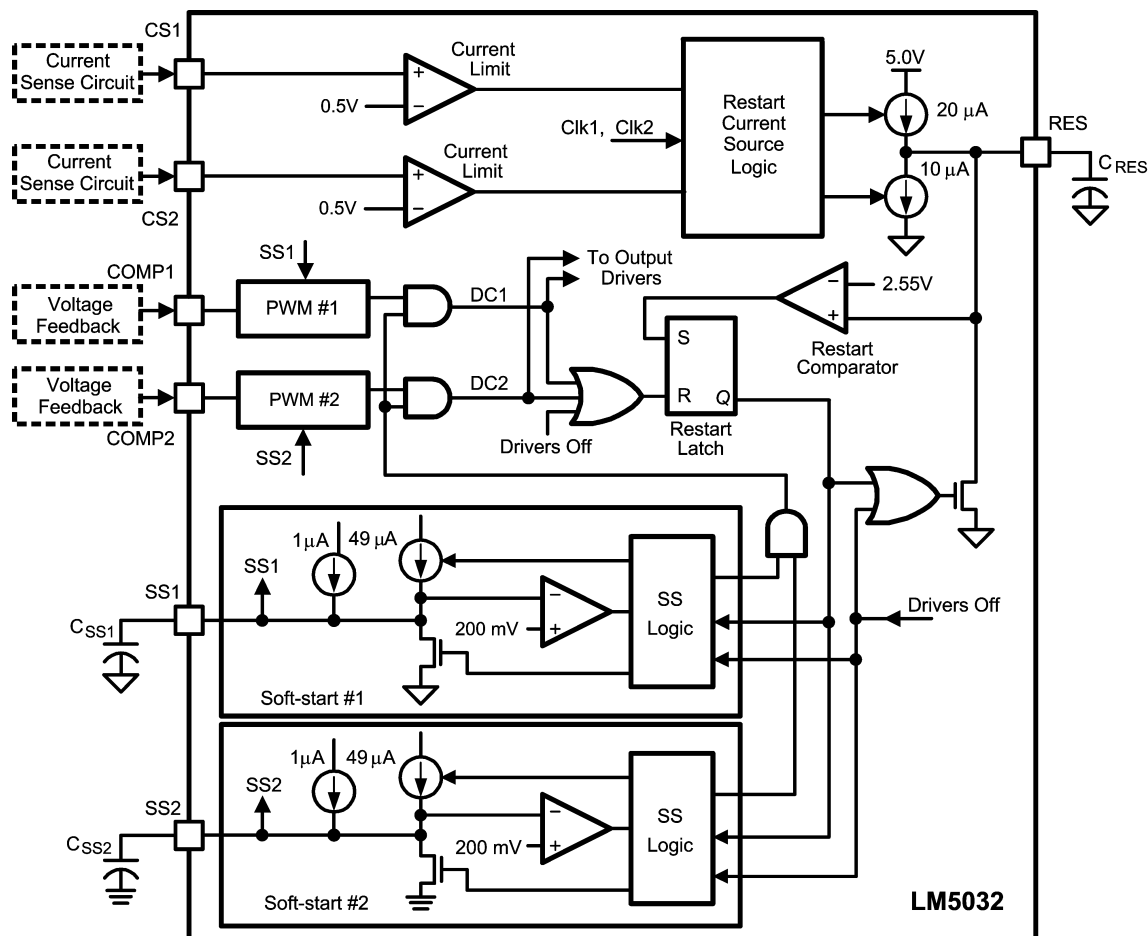 CS1
Current
Sense Circuit
Current
Limit
+
−
0.5V
Restart
Current
Source
Logic
Clk1, Clk2
5.0V
20 µA
10 µA
RES
C RES
Current
Sense Circuit
CS2
Current
Limit
+
−
0.5V
COMP1
Voltage
Feedback
SS1
PWM #1
DC1
To Output
Drivers
− 2.55V
+
Restart
Comparator
Voltage
Feedback
COMP2
PWM #2
SS2
DC2
Drivers Off
S
R Q
Restart
Latch
1µA
49 µA
SS1
SS1
C SS1
−
+
200 mV
SS
Logic
Soft-start #1
Drivers Off
1µA
49 µA
SS2
SS2
C SS2
−
+
200 mV
SS
Logic
Soft-start #2
LM5032